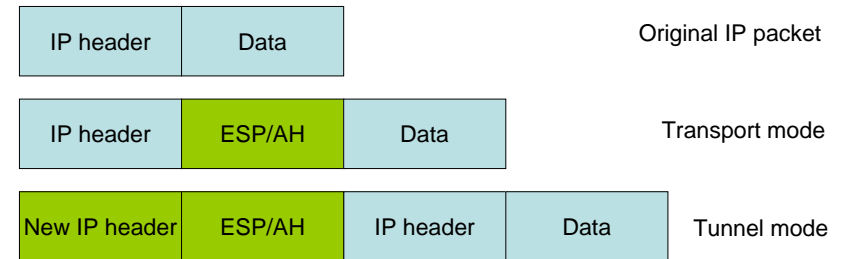 IP header Data Original IP packet
IP header ESP/AH Data Transport mode
New IP header ESP/AH IP header Data Tunnel mode